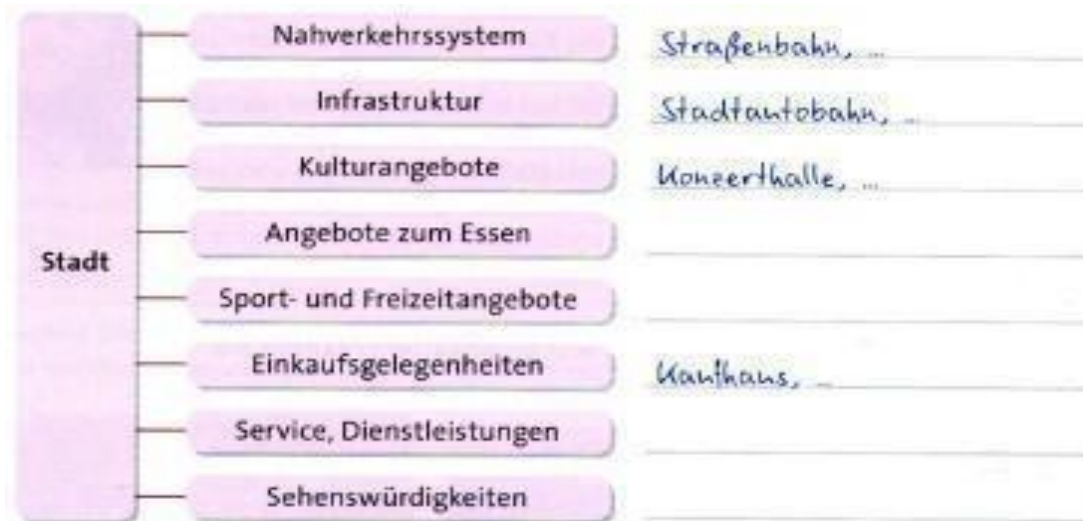 Nahverkehrssystem Straßenbahn, ...
Infrastruktur Stadtautobahn, ...
Kulturangebote Konzerthalle, ...
Angebote zum Essen
Stadt
Sport- und Freizeitangebote
Einkaufsgelegenheiten Kaufhaus, ...
Service, Dienstleistungen
Sehenswürdigkeiten